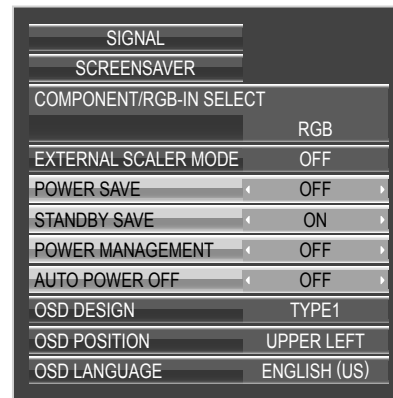 SIGNAL
SCREENSAVER
COMPONENT/RGB-IN SELECT
RGB
EXTERNAL SCALER MODE OFF
POWER SAVE OFF
STANDBY SAVE ON
POWER MANAGEMENT OFF
AUTO POWER OFF OFF
OSD DESIGN TYPE1
OSD POSITION UPPER LEFT
OSD LANGUAGE ENGLISH (US)